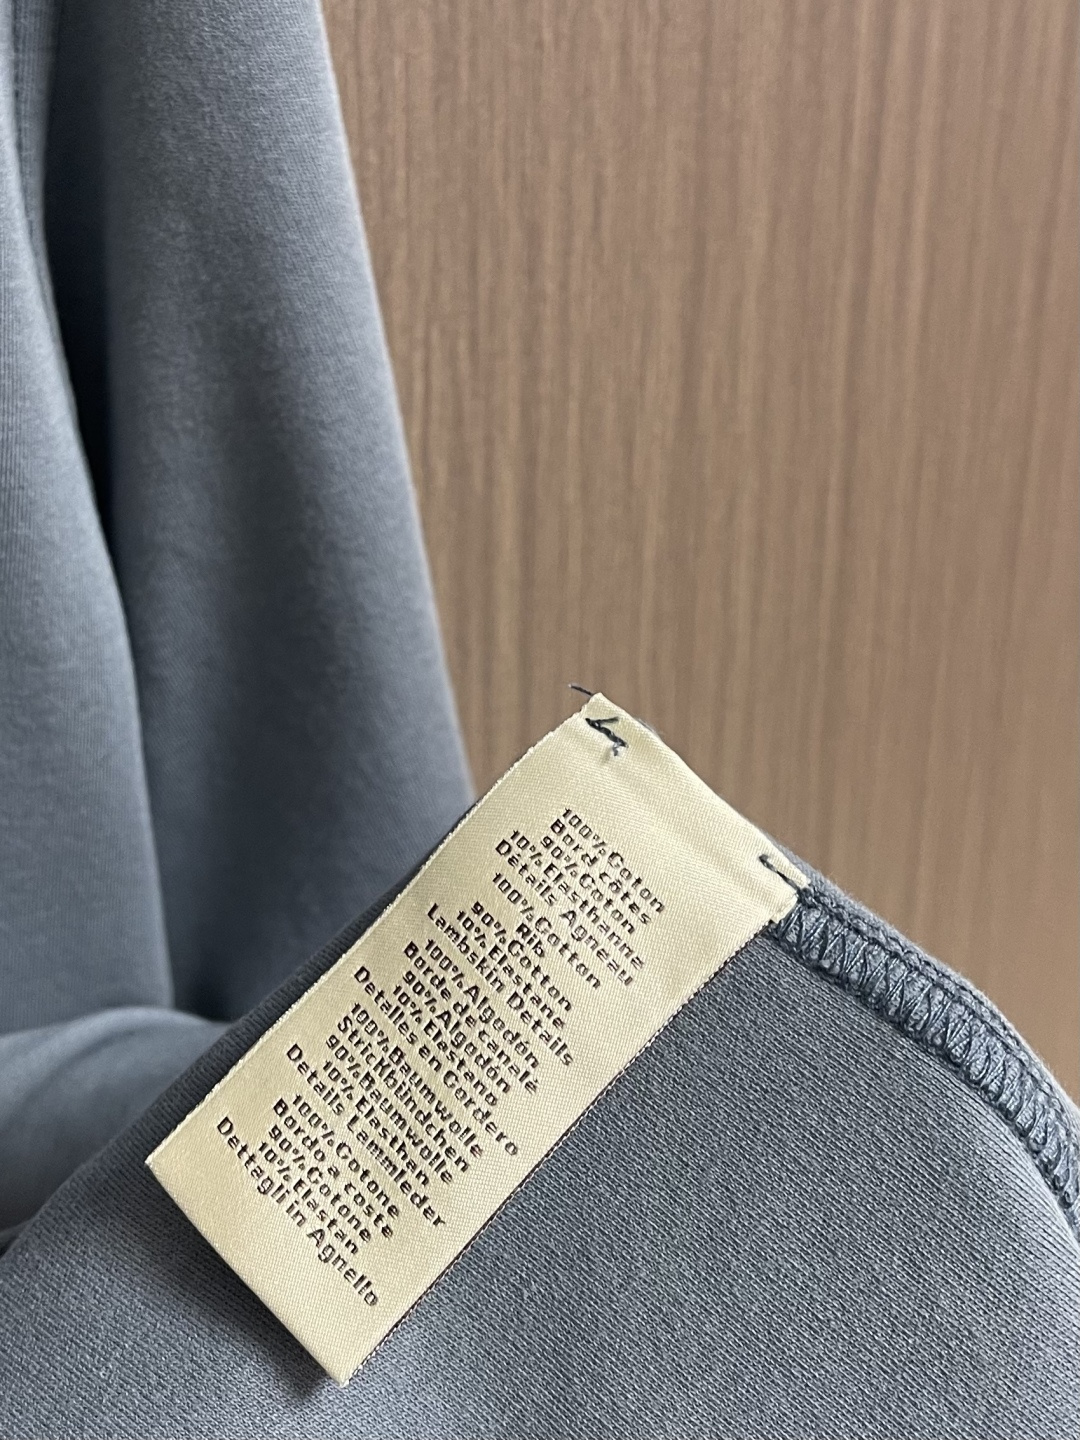 100% Coton
Bord côtes
90% Coton
10% Elasthanne
Détails Agneau
100% Cotton
Rib
90% Cotton
10% Elastane
Lambskin Details
100% Algodón
Borde de canalé
90% Algodón
10% Elastano
Detalles en Cordero
100% Baumwolle
Strickbündchen
90% Baumwolle
10% Elasthan
Details Lammleder
100% Cotone
Bordo a coste
90% Cotone
10% Elastan
Dettagli in Agnello